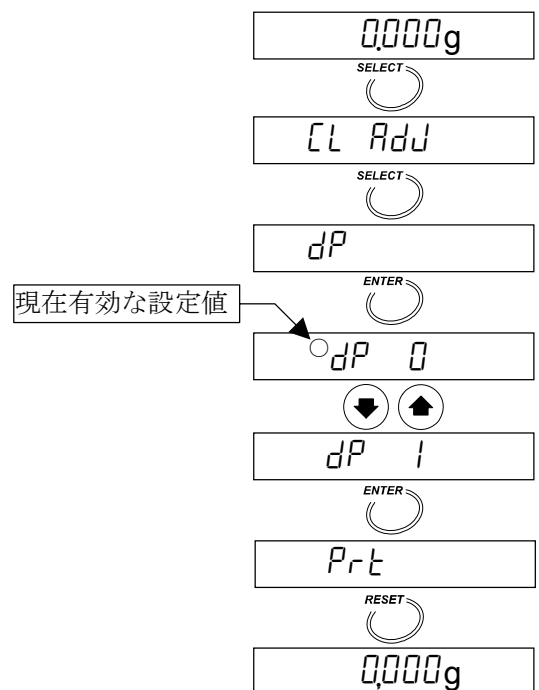 0.000g
SELECT
CL AdJ
SELECT
dP
ENTER
現在有効な設定値
○dP 0
dP 1
ENTER
Prt
RESET
0.000g